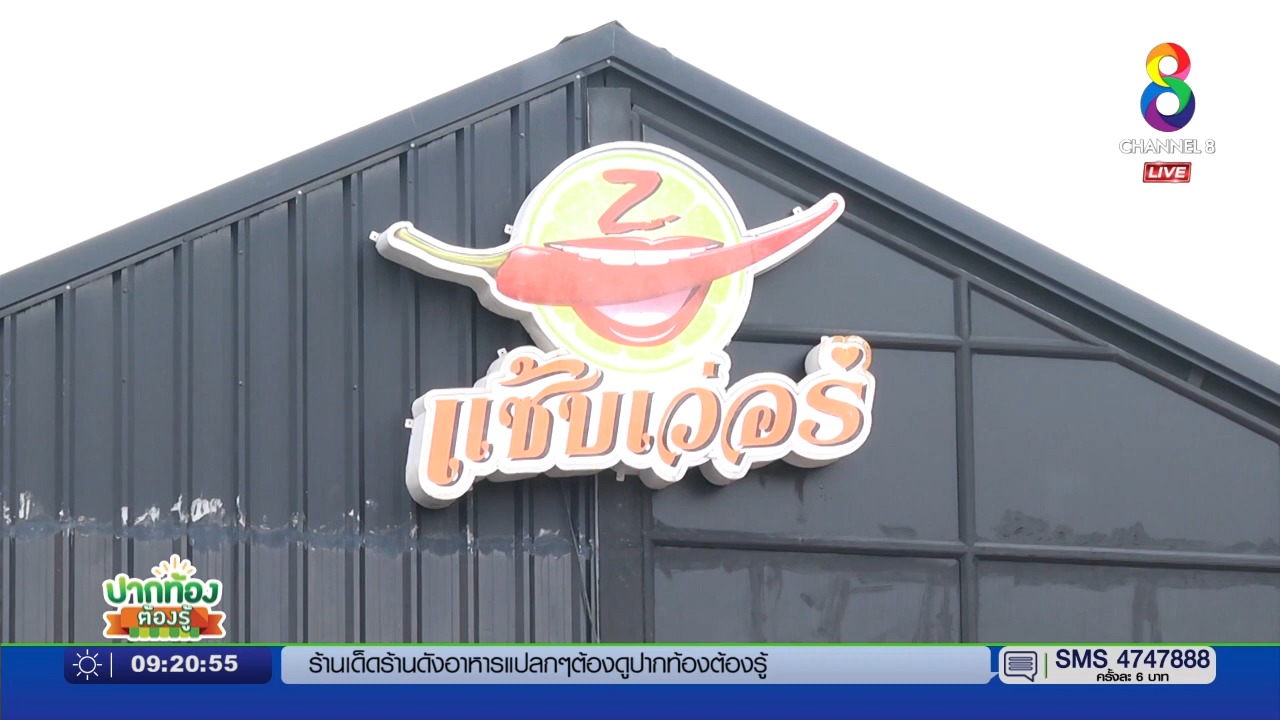 CHANNEL 8
LIVE
Z
แซ่บเว่อร์
ปากท้อง
ต้องรู้
09:20:55
ร้านเด็ดร้านดังอาหารแปลกๆต้องดูปากท้องต้องรู้
SMS 4747888
ครั้งละ 6 บาท